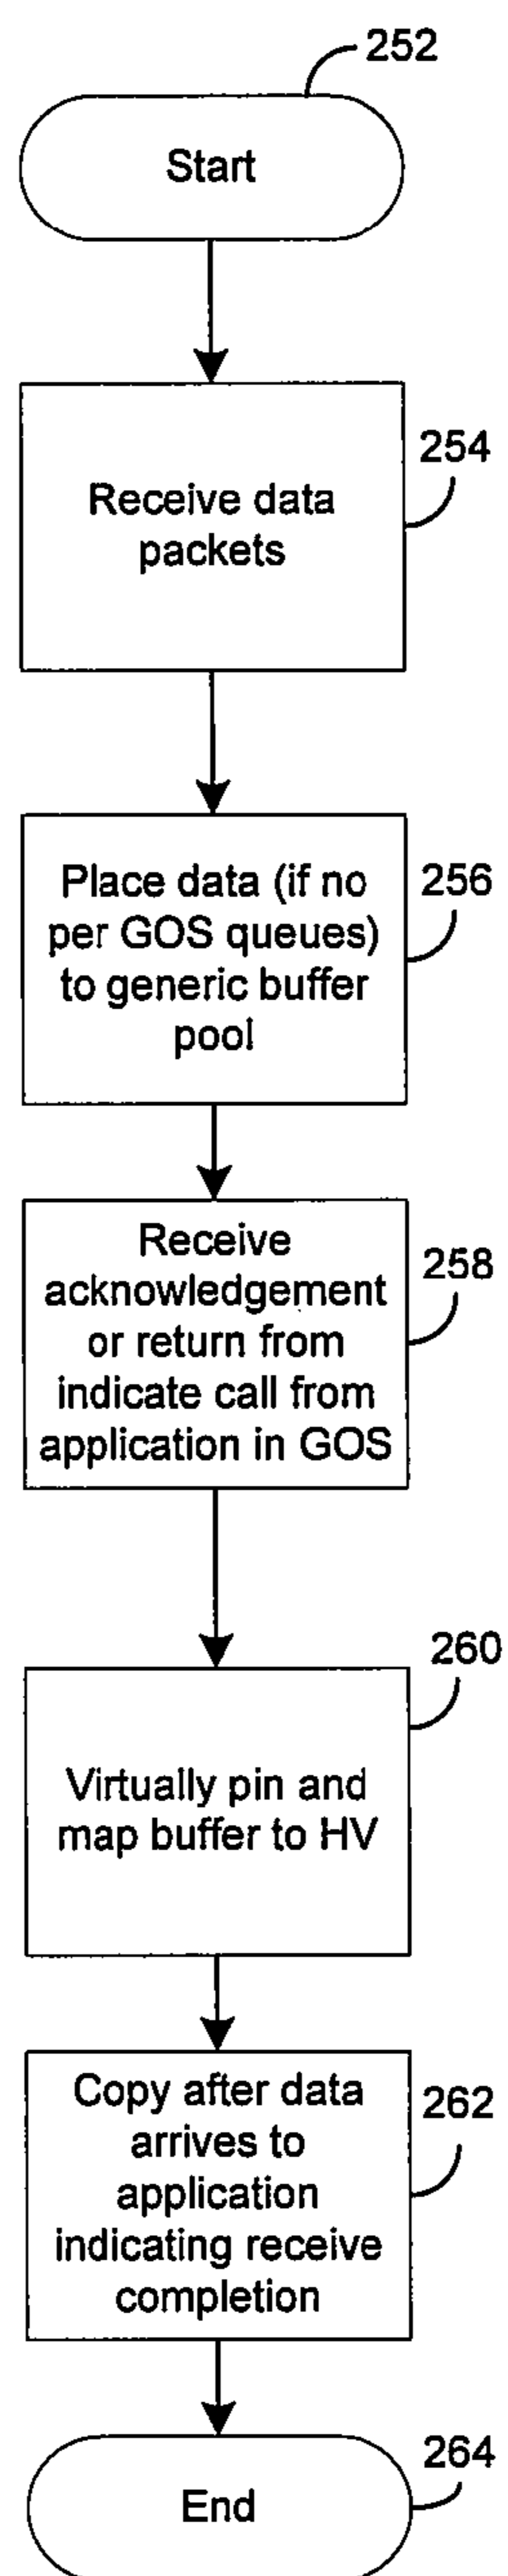 252
Start
254
Receive data
packets
256
Place data (if no
per GOS queues)
to generic buffer
pool
258
Receive
acknowledgement
or return from
indicate call from
application in GOS
260
Virtually pin and
map buffer to HV
262
Copy after data
arrives to
application
indicating receive
completion
264
End